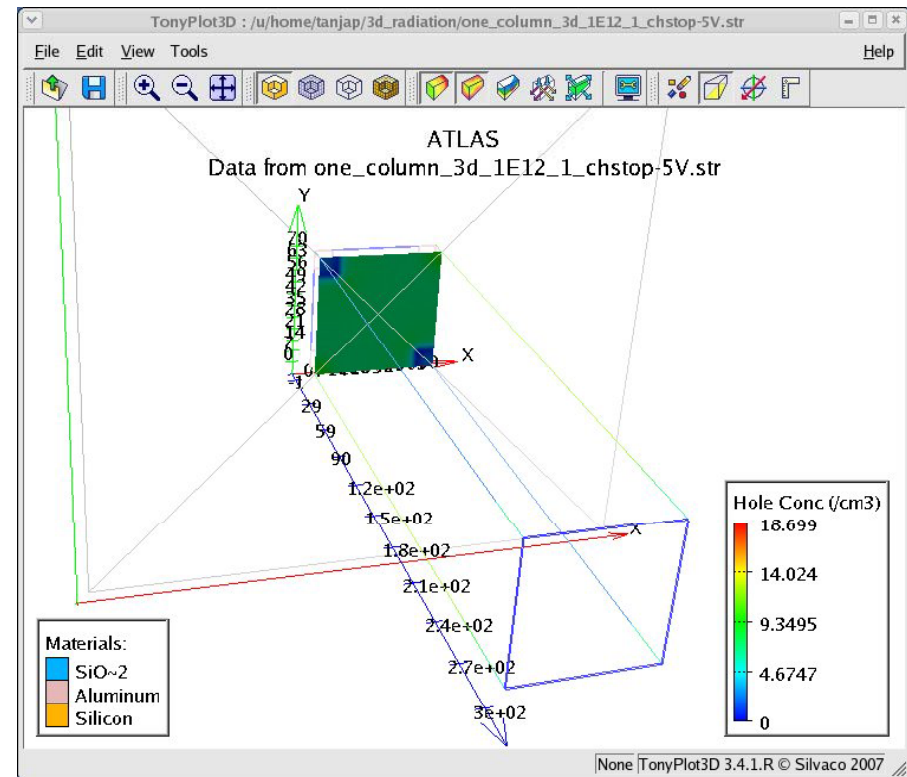 TonyPlot3D : /u/home/tanjap/3d_radiation/one_column_3d_1E12_1_chstop-5V.str
File Edit View Tools Help
ATLAS
Data from one_column_3d_1E12_1_chstop-5V.str
Y
70
63
56
49
42
35
28
21
14
7
0
X
-1
29
59
90
1.2e+02
1.5e+02
1.8e+02
X
2.1e+02
2.4e+02
2.7e+02
3e+02
Hole Conc (/cm3)
18.699
14.024
9.3495
4.6747
0
Materials:
SiO~2
Aluminum
Silicon
None TonyPlot3D 3.4.1.R © Silvaco 2007